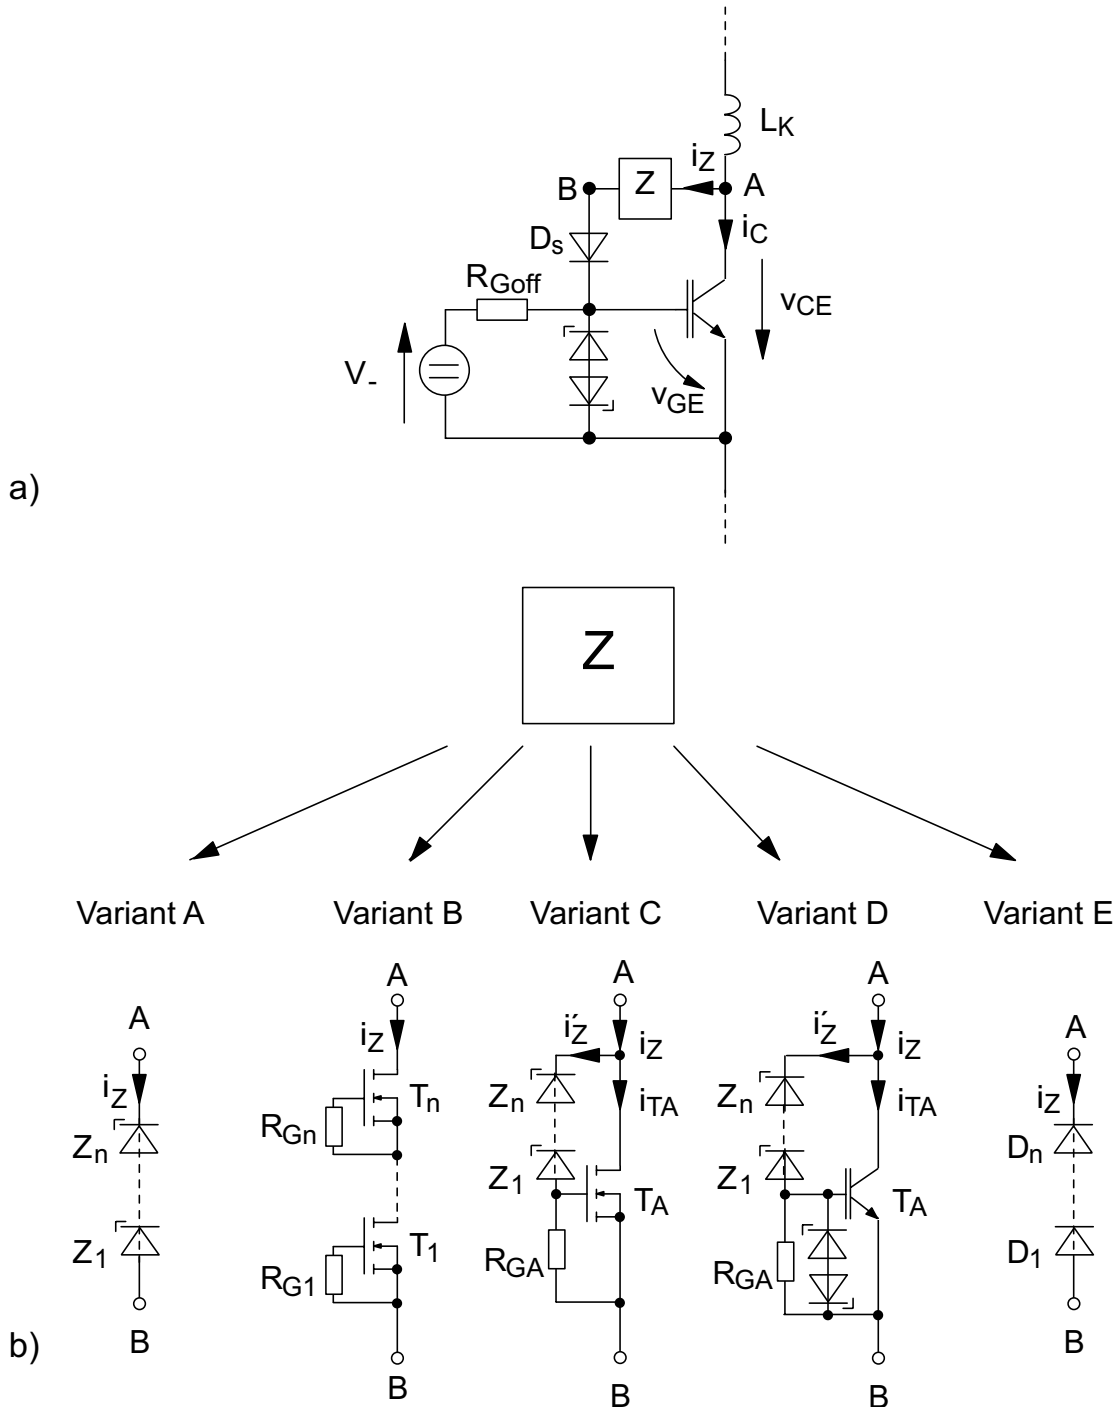 L_K
i_Z
B
Z
A
D_s
i_C
R_Goff
v_CE
V_-
v_GE
a)
Z
Variant A
Variant B
Variant C
Variant D
Variant E
A
i_Z
Z_n
Z_1
B
A
i_Z
T_n
R_Gn
T_1
R_G1
B
A
i´_Z
i_Z
Z_n
i_TA
Z_1
T_A
R_GA
B
A
i´_Z
i_Z
Z_n
i_TA
Z_1
T_A
R_GA
B
A
i_Z
D_n
D_1
B
b)